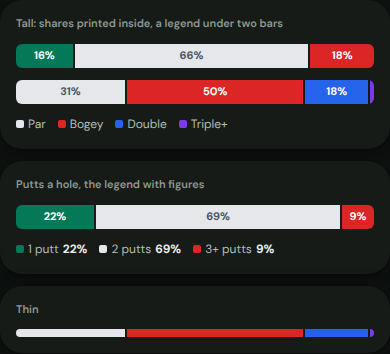 Tall: shares printed inside, a legend under two bars
16% 66% 18%
31% 50% 18%
Par Bogey Double Triple+
Putts a hole, the legend with figures
22% 69% 9%
1 putt 22% 2 putts 69% 3+ putts 9%
Thin